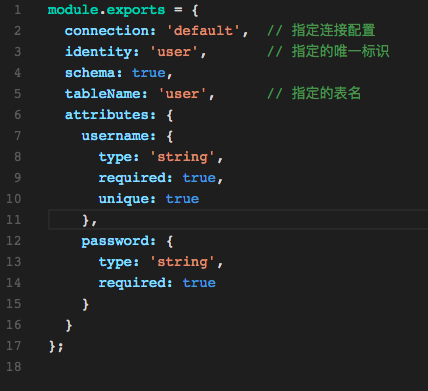 1 module.exports = {
2   connection: 'default',  // 指定连接配置
3   identity: 'user',       // 指定的唯一标识
4   schema: true,
5   tableName: 'user',      // 指定的表名
6   attributes: {
7     username: {
8       type: 'string',
9       required: true,
10       unique: true
11     },
12     password: {
13       type: 'string',
14       required: true
15     }
16   }
17 };
18